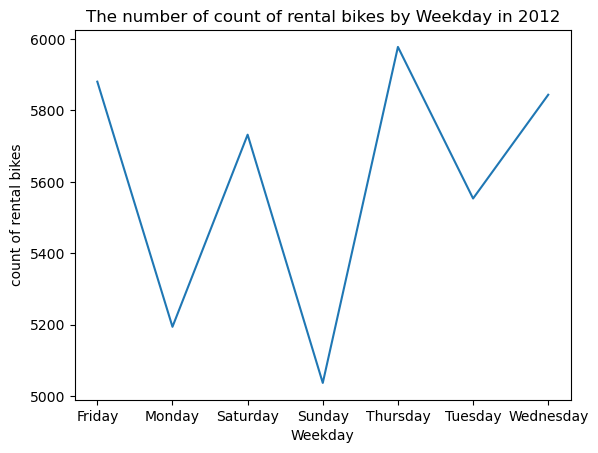 The number of count of rental bikes by Weekday in 2012
6000
5800
5600
5400
5200
5000
count of rental bikes
Friday Monday Saturday Sunday Thursday Tuesday Wednesday
Weekday